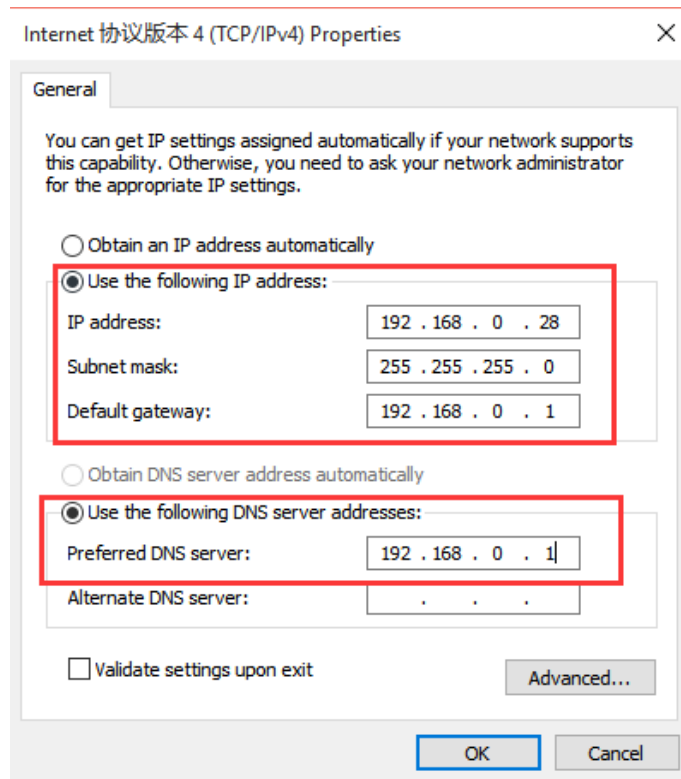 Internet 协议版本 4 (TCP/IPv4) Properties
General
You can get IP settings assigned automatically if your network supports
this capability. Otherwise, you need to ask your network administrator
for the appropriate IP settings.
Obtain an IP address automatically
Use the following IP address:
IP address: 192 . 168 . 0 . 28
Subnet mask: 255 . 255 . 255 . 0
Default gateway: 192 . 168 . 0 . 1
Obtain DNS server address automatically
Use the following DNS server addresses:
Preferred DNS server: 192 . 168 . 0 . 1
Alternate DNS server: . . .
Validate settings upon exit
Advanced...
OK Cancel